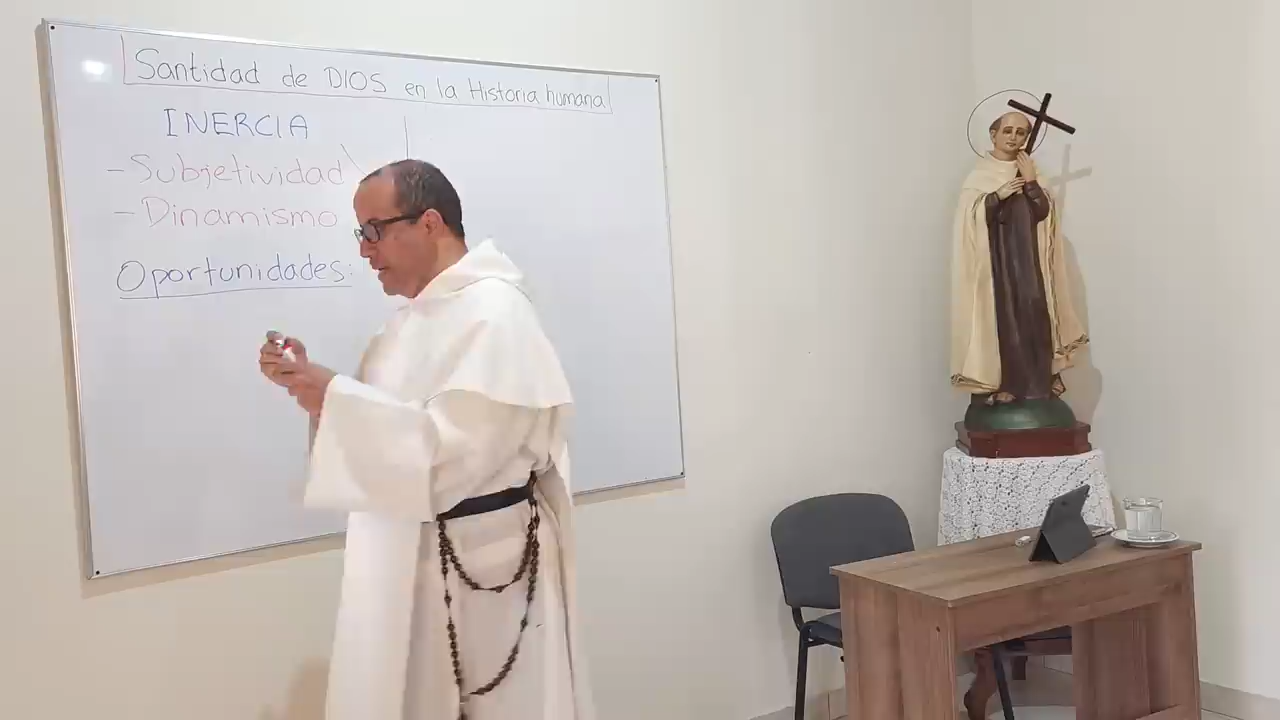 Santidad de DIOS en la Historia humana
INERCIA
- Subjetividad
- Dinamismo
Oportunidades: